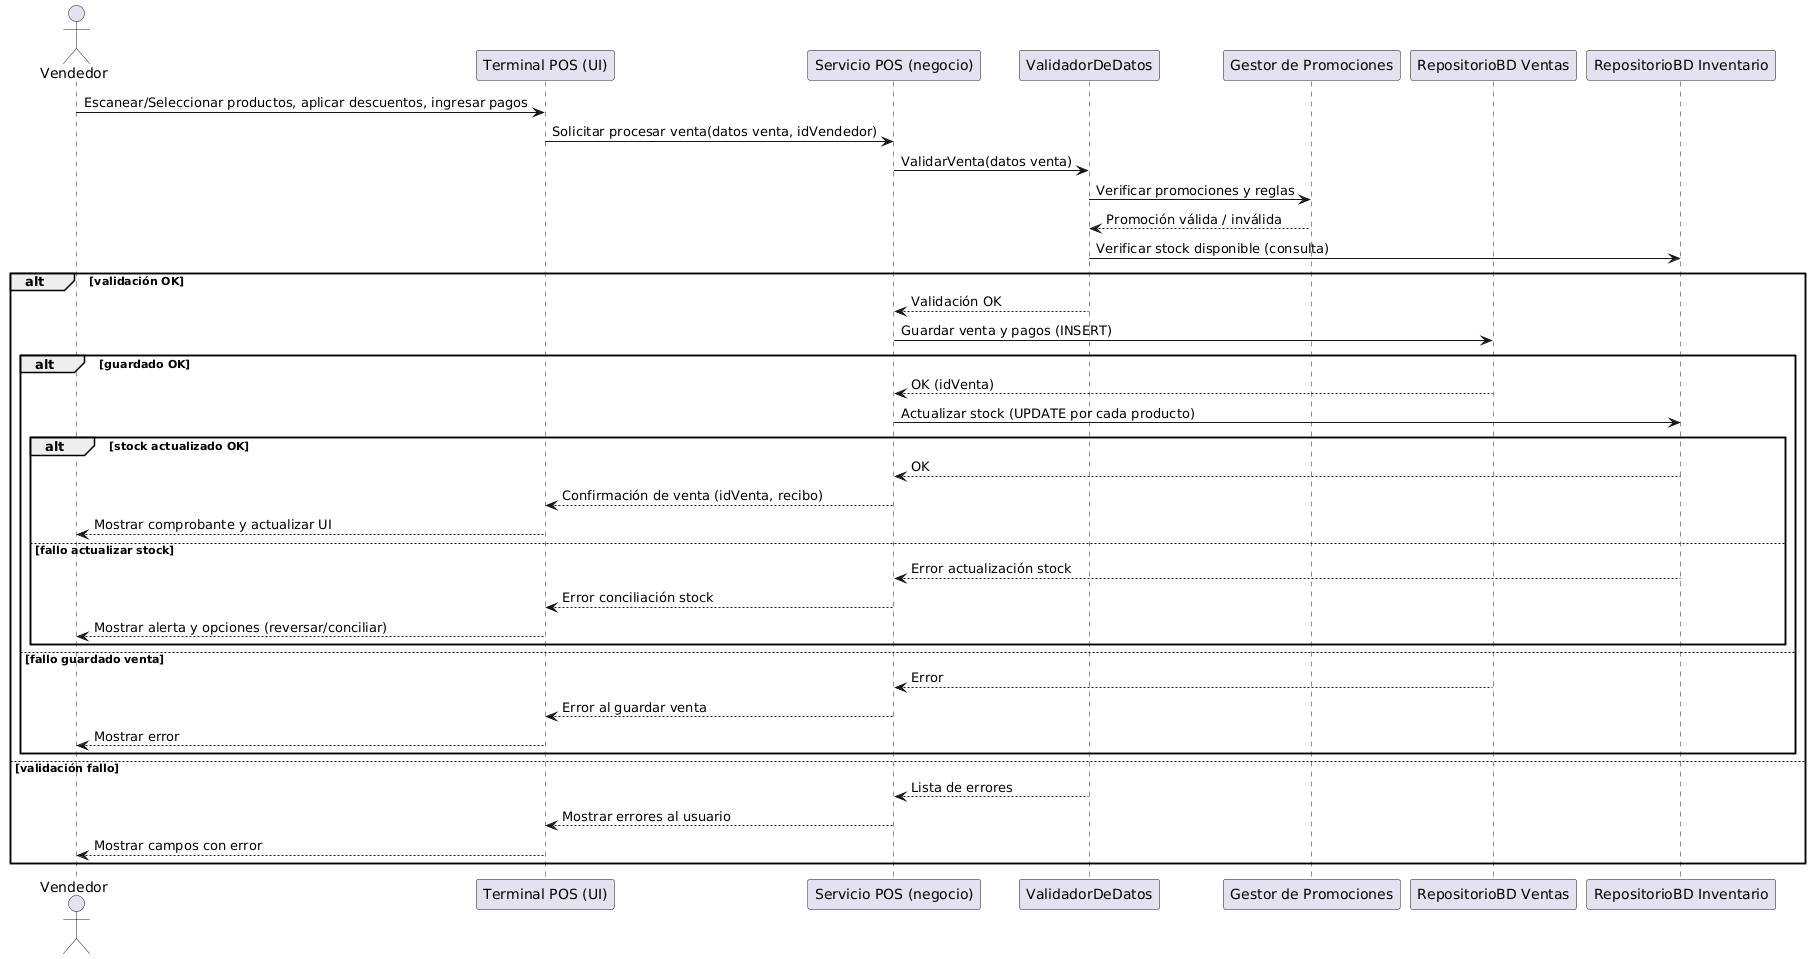 Vendedor
Terminal POS (UI)
Servicio POS (negocio)
ValidadorDeDatos
Gestor de Promociones
RepositorioBD Ventas
RepositorioBD Inventario
Escanear/Seleccionar productos, aplicar descuentos, ingresar pagos
Solicitar procesar venta(datos venta, idVendedor)
ValidarVenta(datos venta)
Verificar promociones y reglas
Promoción válida / inválida
Verificar stock disponible (consulta)
alt [validación OK]
Validación OK
Guardar venta y pagos (INSERT)
alt [guardado OK]
OK (idVenta)
Actualizar stock (UPDATE por cada producto)
alt [stock actualizado OK]
OK
Confirmación de venta (idVenta, recibo)
Mostrar comprobante y actualizar UI
[fallo actualizar stock]
Error actualización stock
Error conciliación stock
Mostrar alerta y opciones (reversar/conciliar)
[fallo guardado venta]
Error
Error al guardar venta
Mostrar error
[validación fallo]
Lista de errores
Mostrar errores al usuario
Mostrar campos con error
Vendedor
Terminal POS (UI)
Servicio POS (negocio)
ValidadorDeDatos
Gestor de Promociones
RepositorioBD Ventas
RepositorioBD Inventario